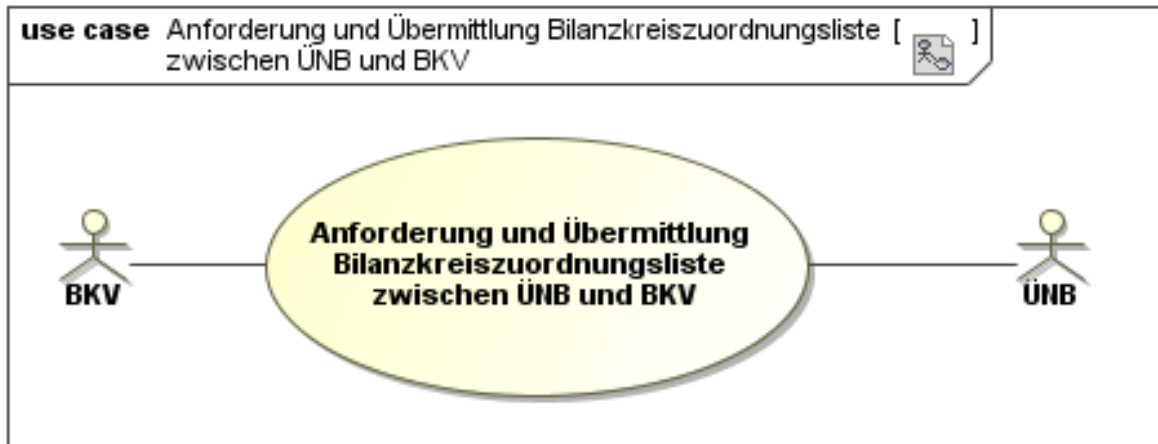 use case Anforderung und Übermittlung Bilanzkreiszuordnungsliste [ ]
zwischen ÜNB und BKV
Anforderung und Übermittlung
Bilanzkreiszuordnungsliste
zwischen ÜNB und BKV
BKV
ÜNB